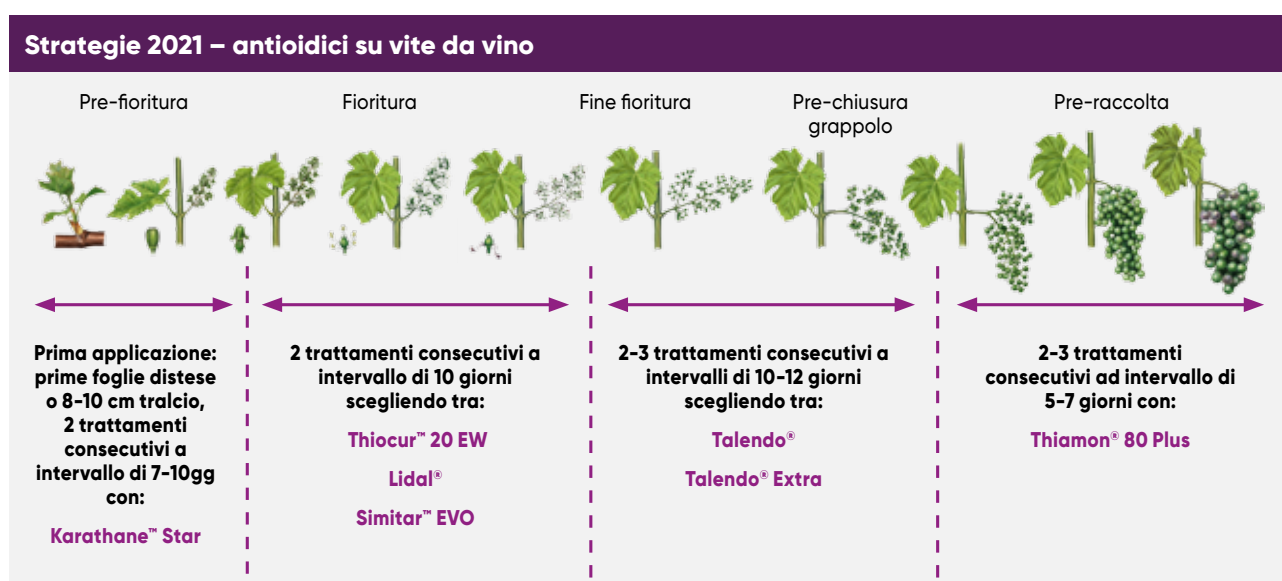 Strategie 2021 – antioidici su vite da vino
Pre-fioritura
Fioritura
Fine fioritura
Pre-chiusura
grappolo
Pre-raccolta
Prima applicazione:
prime foglie distese
o 8-10 cm tralcio,
2 trattamenti
consecutivi a
intervallo di 7-10gg
con:
Karathane™ Star
2 trattamenti consecutivi a
intervallo di 10 giorni
scegliendo tra:
Thiocur™ 20 EW
Lidal®
Simitar™ EVO
2-3 trattamenti consecutivi a
intervalli di 10-12 giorni
scegliendo tra:
Talendo®
Talendo® Extra
2-3 trattamenti
consecutivi ad intervallo di
5-7 giorni con:
Thiamon® 80 Plus